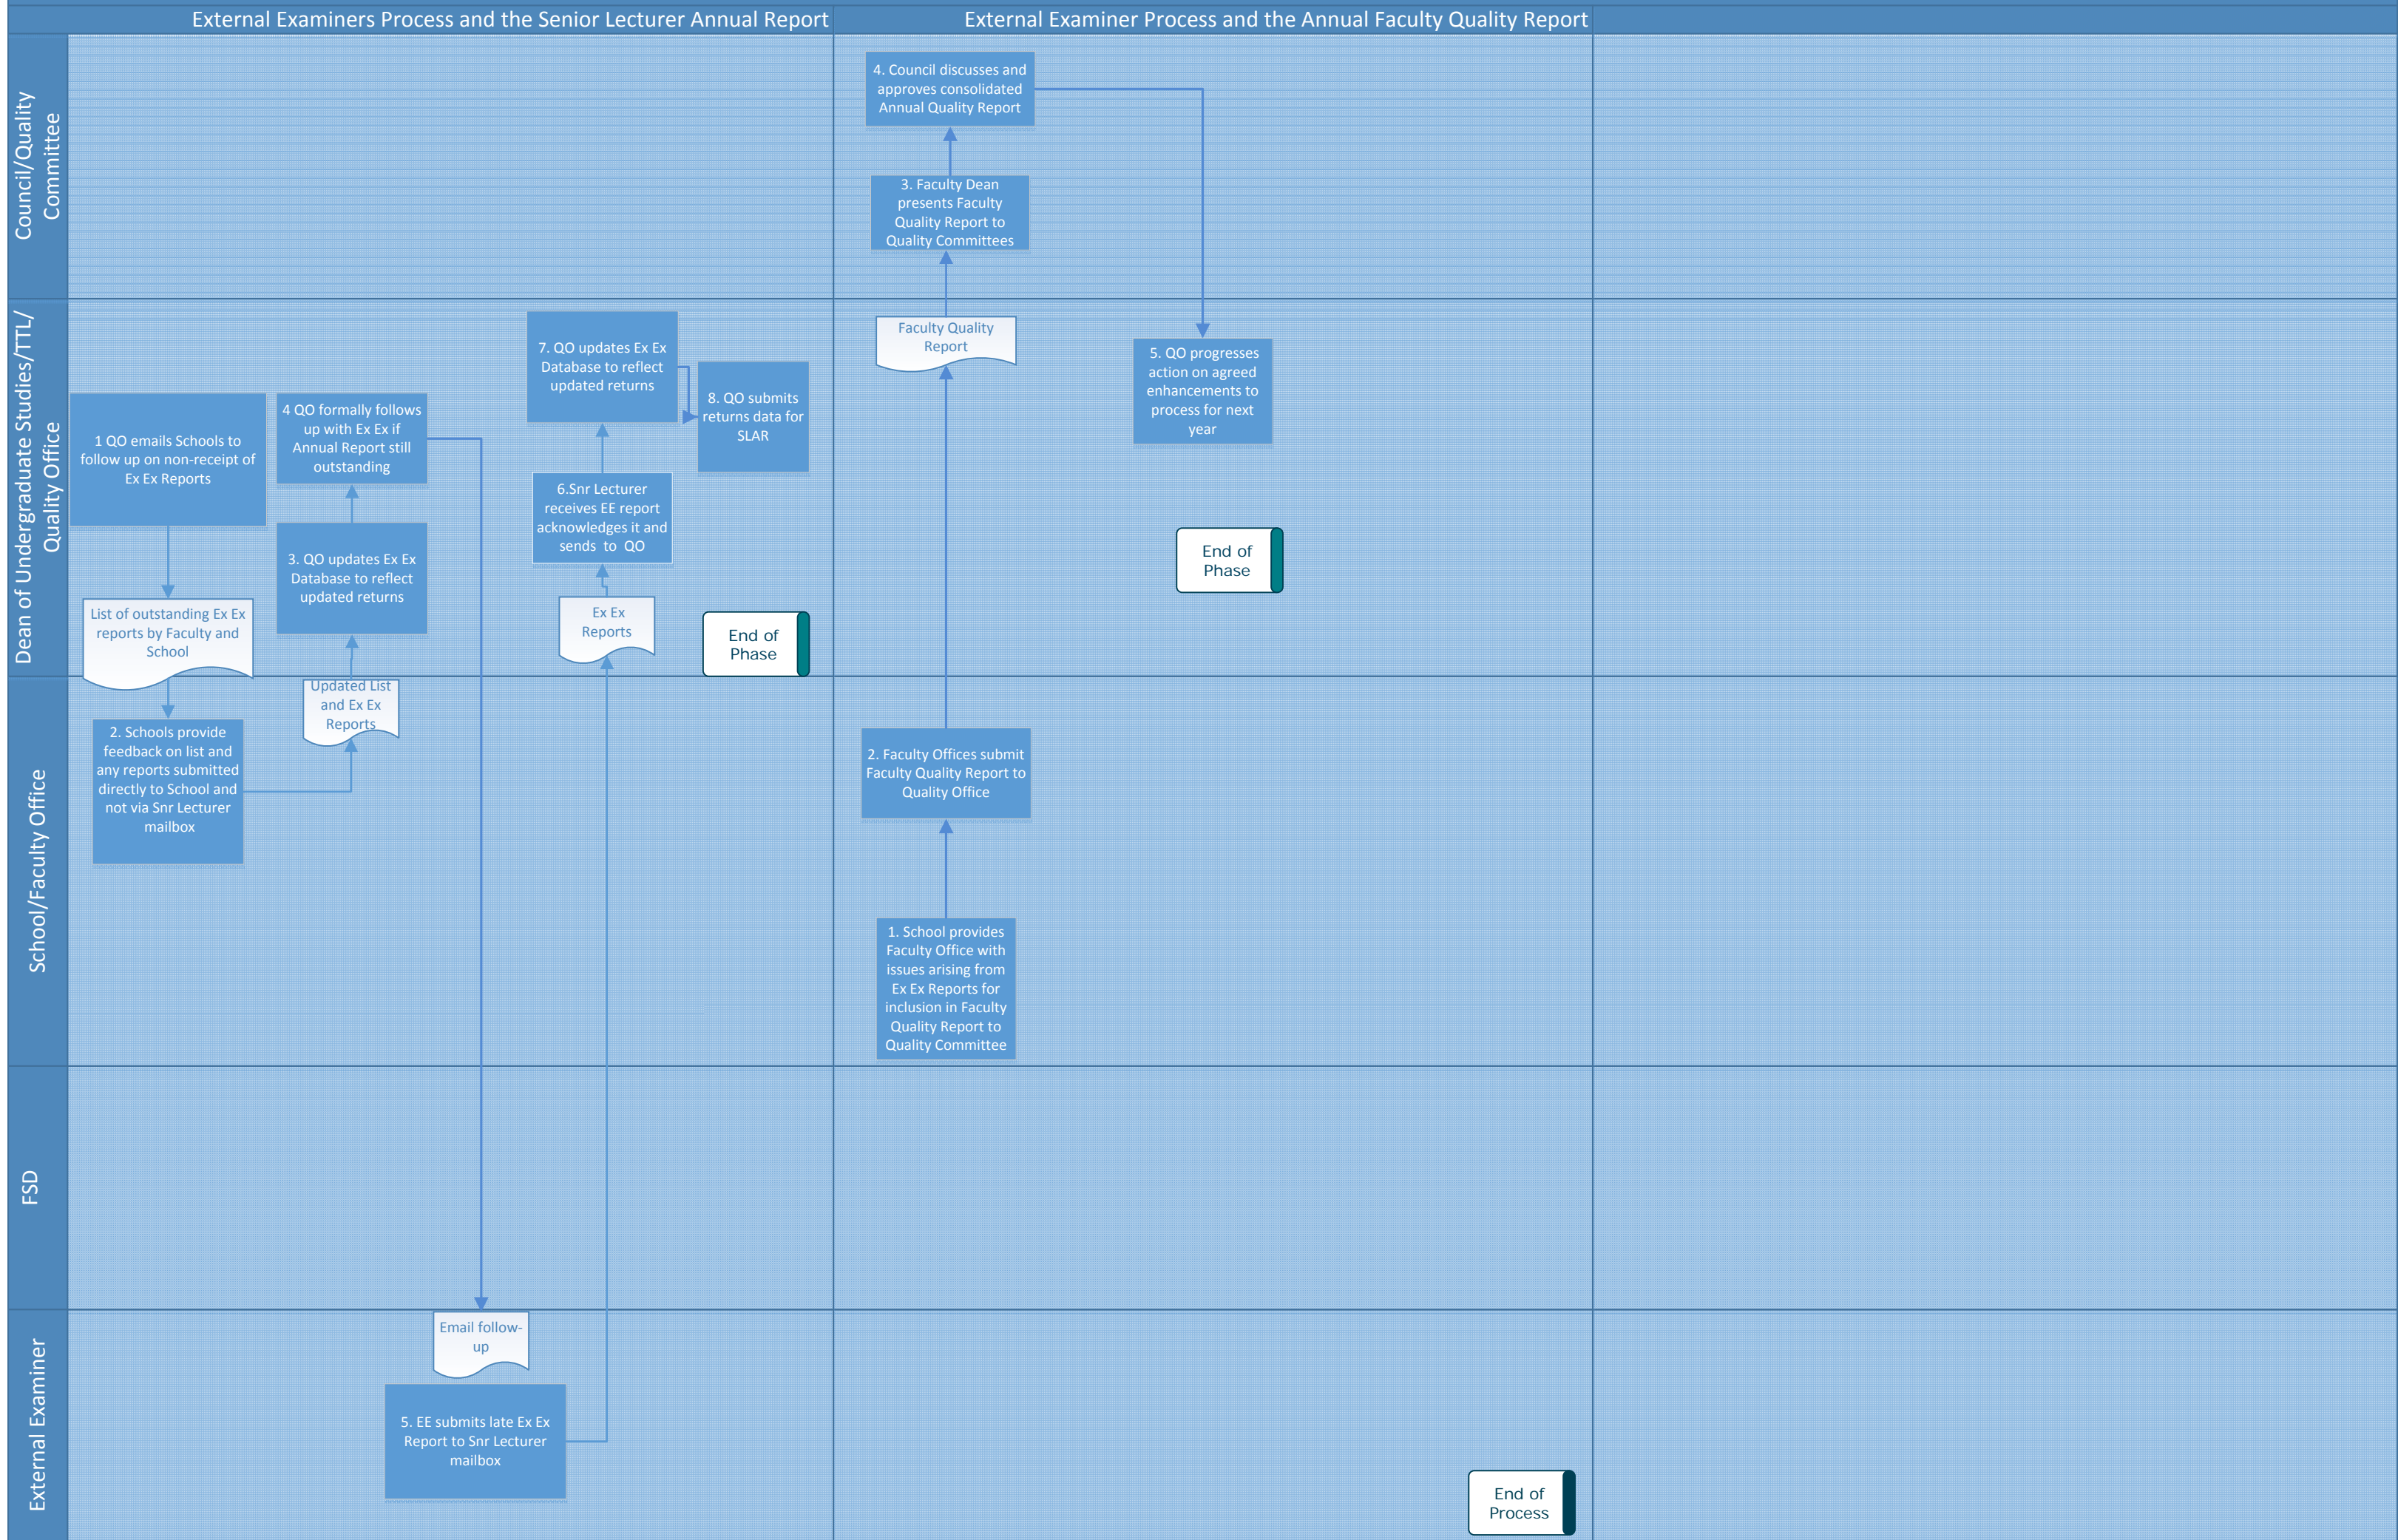 External Examiners Process and the Senior Lecturer Annual Report
External Examiner Process and the Annual Faculty Quality Report
Council/Quality
Committee
4. Council discusses and
approves consolidated
Annual Quality Report
3. Faculty Dean
presents Faculty
Quality Report to
Quality Committees
Dean of Undergraduate Studies/TTL/
Quality Office
1 QO emails Schools to
follow up on non-receipt of
Ex Ex Reports
List of outstanding Ex Ex
reports by Faculty and
School
4 QO formally follows
up with Ex Ex if
Annual Report still
outstanding
3. QO updates Ex Ex
Database to reflect
updated returns
7. QO updates Ex Ex
Database to reflect
updated returns
8. QO submits
returns data for
SLAR
6.Snr Lecturer
receives EE report
acknowledges it and
sends to QO
Ex Ex
Reports
End of
Phase
Faculty Quality
Report
5. QO progresses
action on agreed
enhancements to
process for next
year
End of
Phase
School/Faculty Office
Updated List
and Ex Ex
Reports
2. Schools provide
feedback on list and
any reports submitted
directly to School and
not via Snr Lecturer
mailbox
2. Faculty Offices submit
Faculty Quality Report to
Quality Office
1. School provides
Faculty Office with
issues arising from
Ex Ex Reports for
inclusion in Faculty
Quality Report to
Quality Committee
FSD
External Examiner
Email follow-
up
5. EE submits late Ex Ex
Report to Snr Lecturer
mailbox
End of
Process